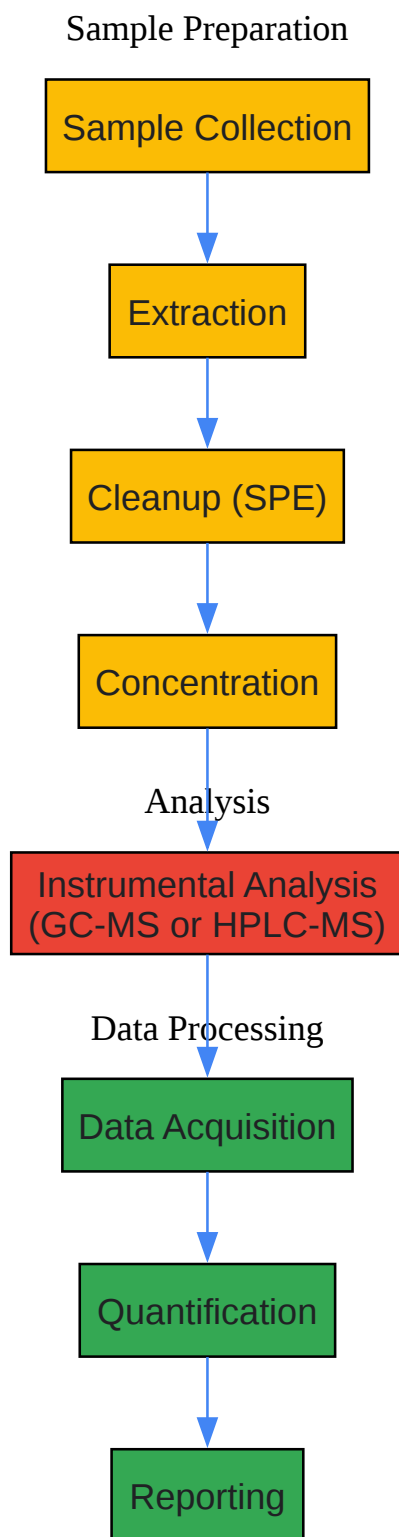 Sample Preparation
Sample Collection
Extraction
Cleanup (SPE)
Concentration
Analysis
Instrumental Analysis
(GC-MS or HPLC-MS)
Data Processing
Data Acquisition
Quantification
Reporting